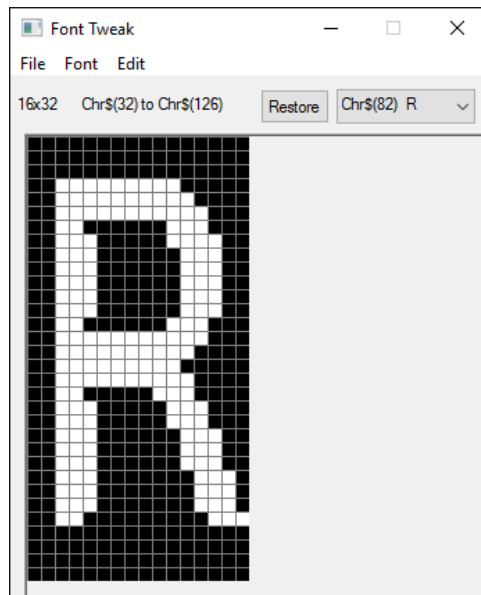 Font Tweak
File Font Edit
16x32 Chr$(32) to Chr$(126) Restore Chr$(82) R
R